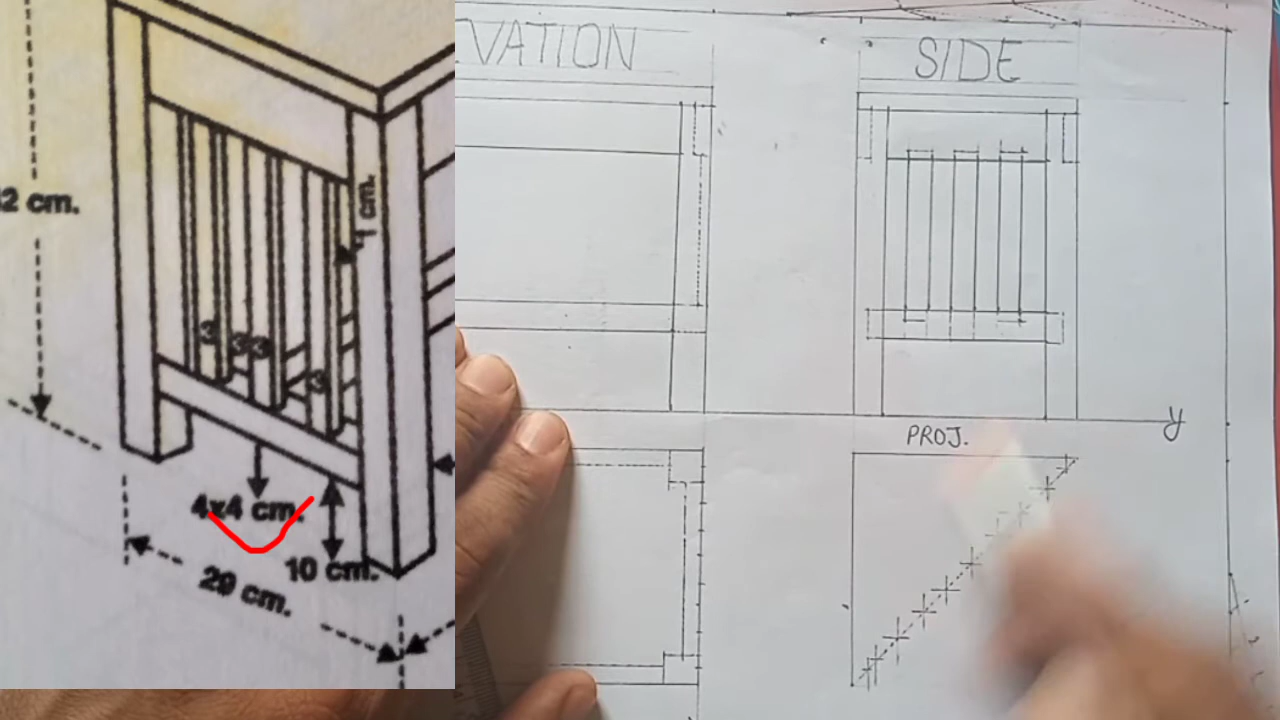 2 cm.
1 cm.
3 3 3 3
4x4 cm.
10 cm.
29 cm.
VATION
SIDE
y
PROJ.